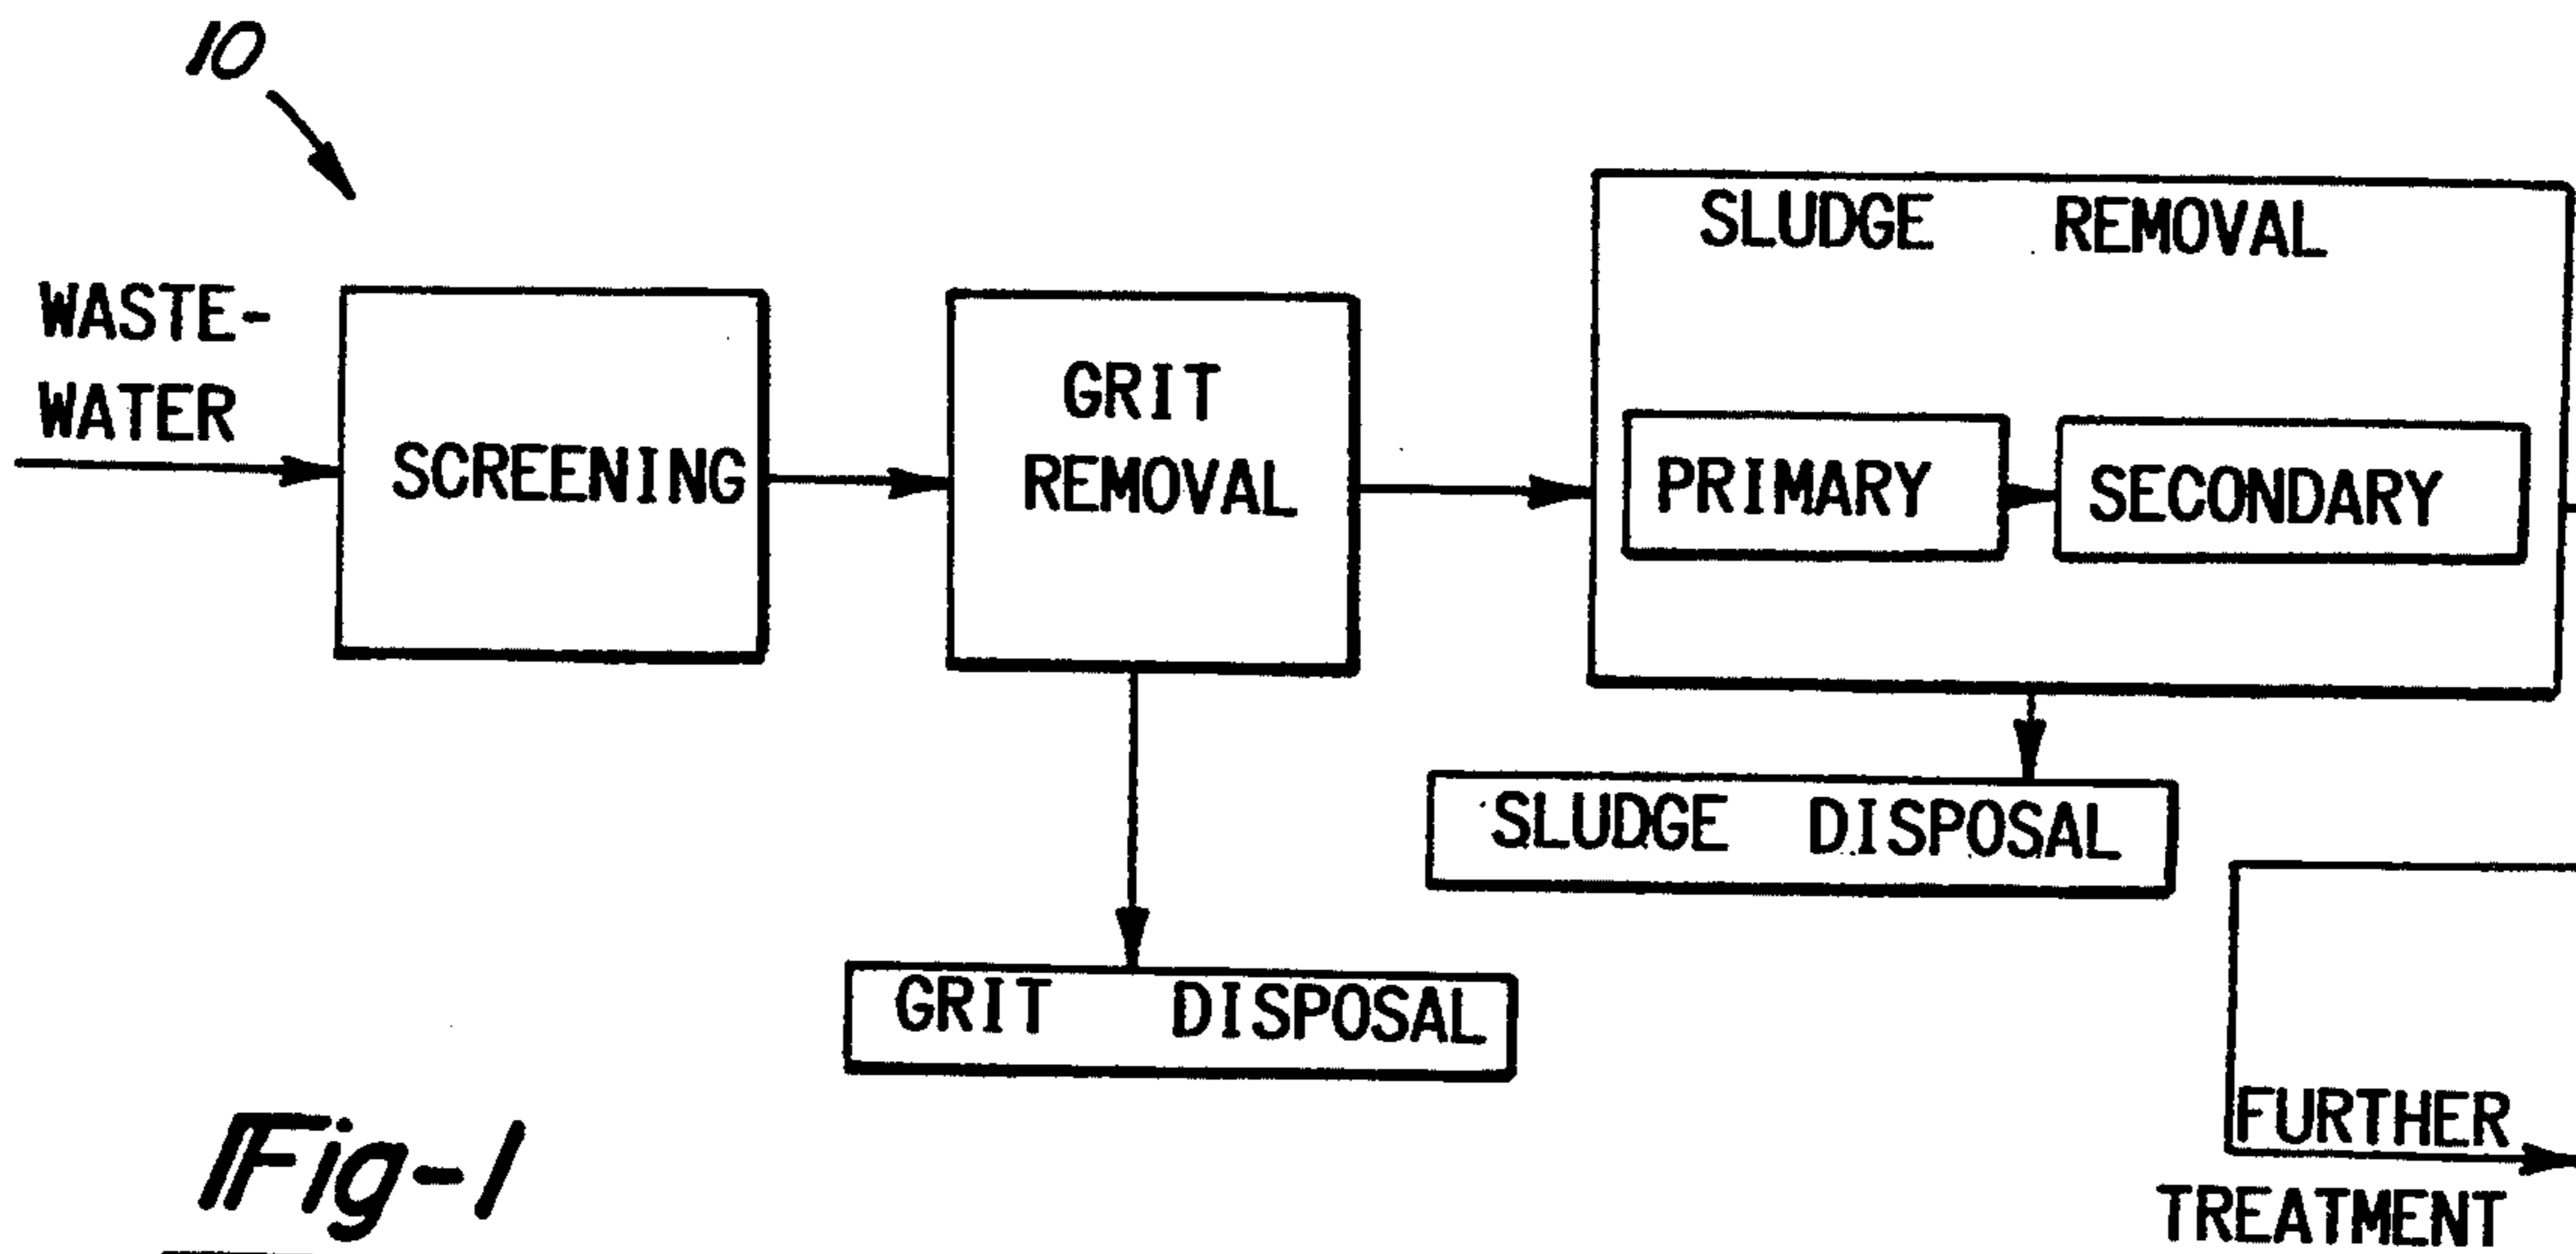 10
WASTE-
WATER
SCREENING
GRIT
REMOVAL
SLUDGE REMOVAL
PRIMARY
SECONDARY
SLUDGE DISPOSAL
GRIT DISPOSAL
FURTHER
TREATMENT
Fig-1